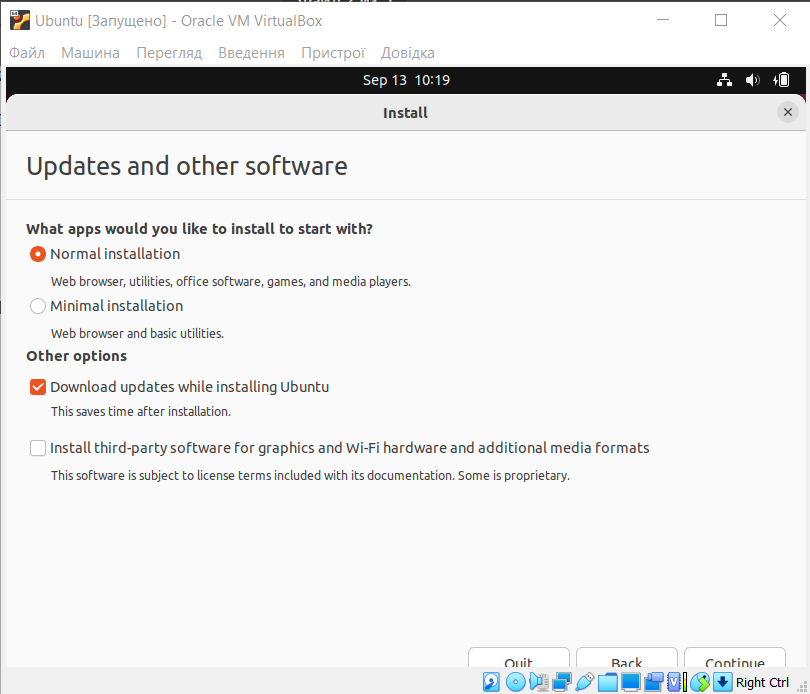 Ubuntu [Запущено] - Oracle VM VirtualBox
Файл Машина Перегляд Введення Пристрої Довідка
Sep 13 10:19
Install
Updates and other software
What apps would you like to install to start with?
Normal installation
Web browser, utilities, office software, games, and media players.
Minimal installation
Web browser and basic utilities.
Other options
Download updates while installing Ubuntu
This saves time after installation.
Install third-party software for graphics and Wi-Fi hardware and additional media formats
This software is subject to license terms included with its documentation. Some is proprietary.
Quit Back Continue
Right Ctrl